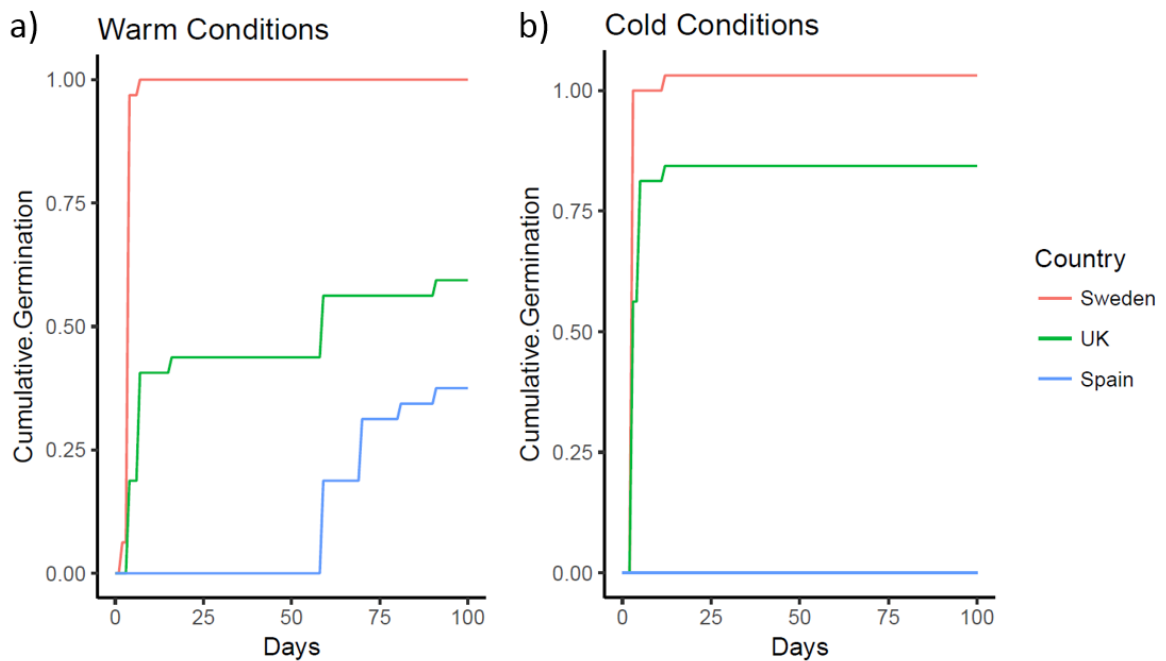 a) Warm Conditions
1.00
0.75
0.50
0.25
0.00
Cumulative.Germination
0 25 50 75 100
Days
b) Cold Conditions
1.00
0.75
0.50
0.25
0.00
Cumulative.Germination
0 25 50 75 100
Days
Country
Sweden
UK
Spain